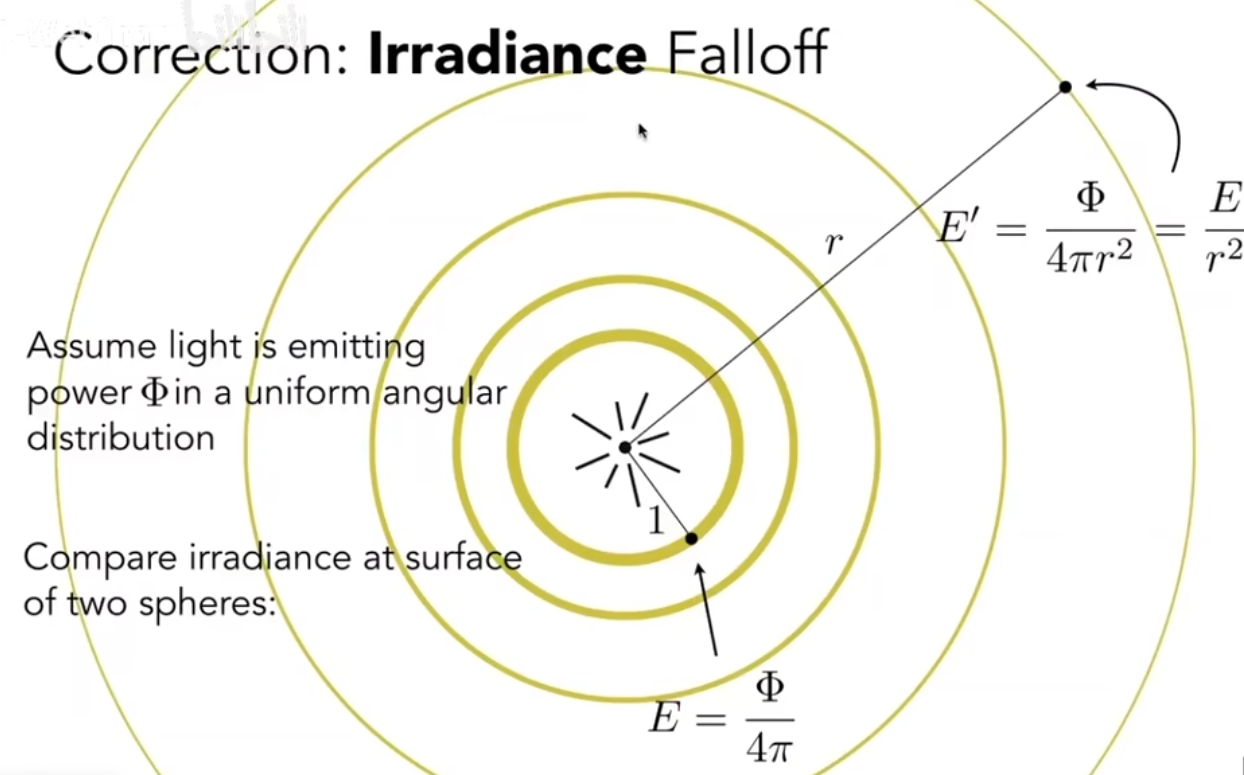 Correction: Irradiance Falloff
E' = Φ / 4πr² = E / r²
r
Assume light is emitting
power Φ in a uniform angular
distribution
1
Compare irradiance at surface
of two spheres:
E = Φ / 4π